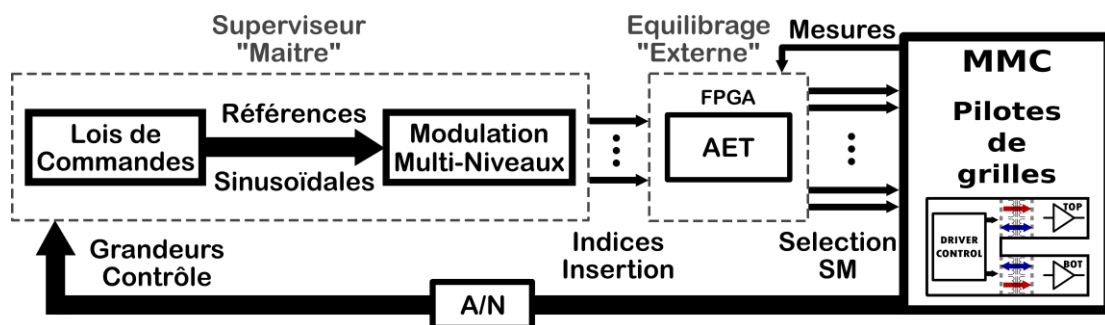 Superviseur
"Maitre"
Equilibrage
"Externe"
Mesures
Lois de
Commandes
Références
Sinusoïdales
Modulation
Multi-Niveaux
FPGA
AET
MMC
Pilotes
de
grilles
TOP
DRIVER
CONTROL
BOT
Grandeurs
Contrôle
Indices
Insertion
Selection
SM
A/N